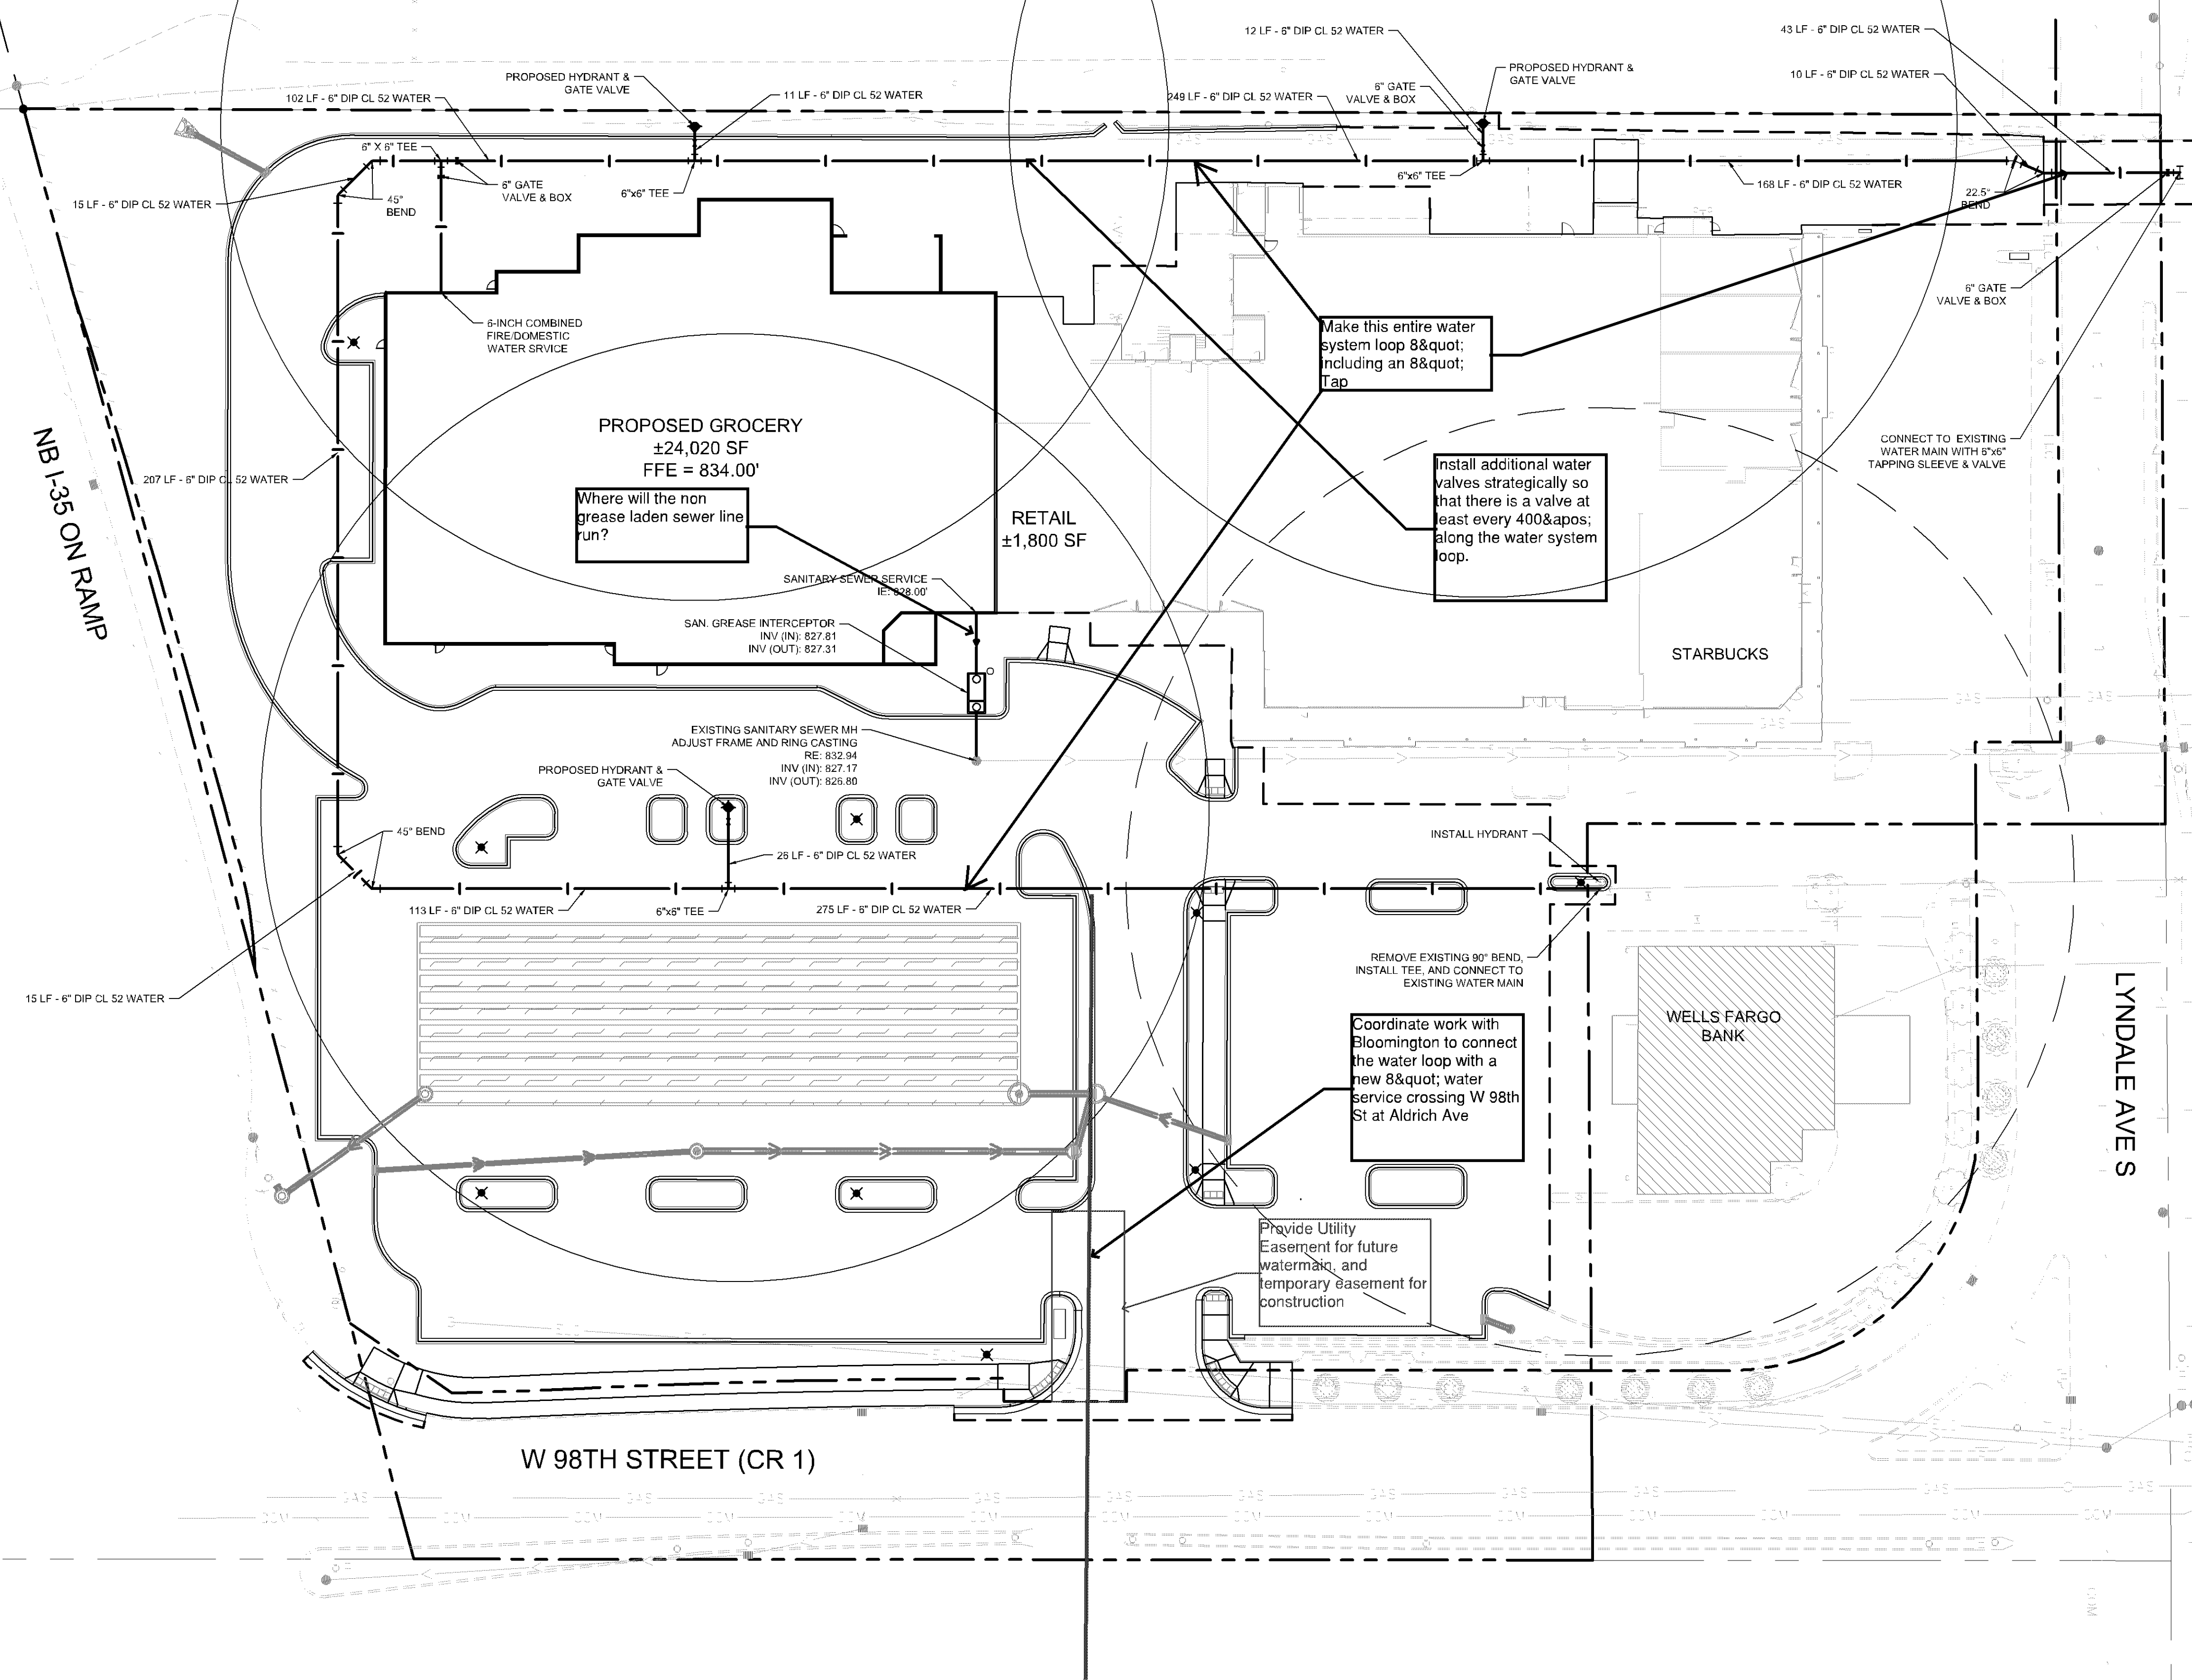 12 LF - 6" DIP CL 52 WATER
43 LF - 6" DIP CL 52 WATER
PROPOSED HYDRANT &
GATE VALVE
PROPOSED HYDRANT &
GATE VALVE
10 LF - 6" DIP CL 52 WATER
102 LF - 6" DIP CL 52 WATER
11 LF - 6" DIP CL 52 WATER
249 LF - 6" DIP CL 52 WATER
6" GATE
VALVE & BOX
6" X 6" TEE
6" GATE
VALVE & BOX
6"x6" TEE
6"x6" TEE
168 LF - 6" DIP CL 52 WATER
22.5°
BEND
15 LF - 6" DIP CL 52 WATER
45°
BEND
6" GATE
VALVE & BOX
6-INCH COMBINED
FIRE/DOMESTIC
WATER SRVICE
Make this entire water
system loop 8&quot;
including an 8&quot;
Tap
PROPOSED GROCERY
±24,020 SF
FFE = 834.00'
NB I-35 ON RAMP
CONNECT TO EXISTING
WATER MAIN WITH 6"x6"
TAPPING SLEEVE & VALVE
207 LF - 6" DIP CL 52 WATER
Where will the non
grease laden sewer line
run?
RETAIL
±1,800 SF
Install additional water
valves strategically so
that there is a valve at
least every 400&apos;
along the water system
loop.
SANITARY SEWER SERVICE
IE: 828.00'
SAN. GREASE INTERCEPTOR
INV (IN): 827.81
INV (OUT): 827.31
STARBUCKS
GAS
GAS
EXISTING SANITARY SEWER MH
ADJUST FRAME AND RING CASTING
RE: 832.94
INV (IN): 827.17
INV (OUT): 826.80
PROPOSED HYDRANT &
GATE VALVE
45° BEND
26 LF - 6" DIP CL 52 WATER
INSTALL HYDRANT
113 LF - 6" DIP CL 52 WATER
6"x6" TEE
275 LF - 6" DIP CL 52 WATER
REMOVE EXISTING 90° BEND,
INSTALL TEE, AND CONNECT TO
EXISTING WATER MAIN
15 LF - 6" DIP CL 52 WATER
WELLS FARGO
BANK
LYNDALE AVE S
Coordinate work with
Bloomington to connect
the water loop with a
new 8&quot; water
service crossing W 98th
St at Aldrich Ave
Provide Utility
Easement for future
watermain, and
temporary easement for
construction
W 98TH STREET (CR 1)